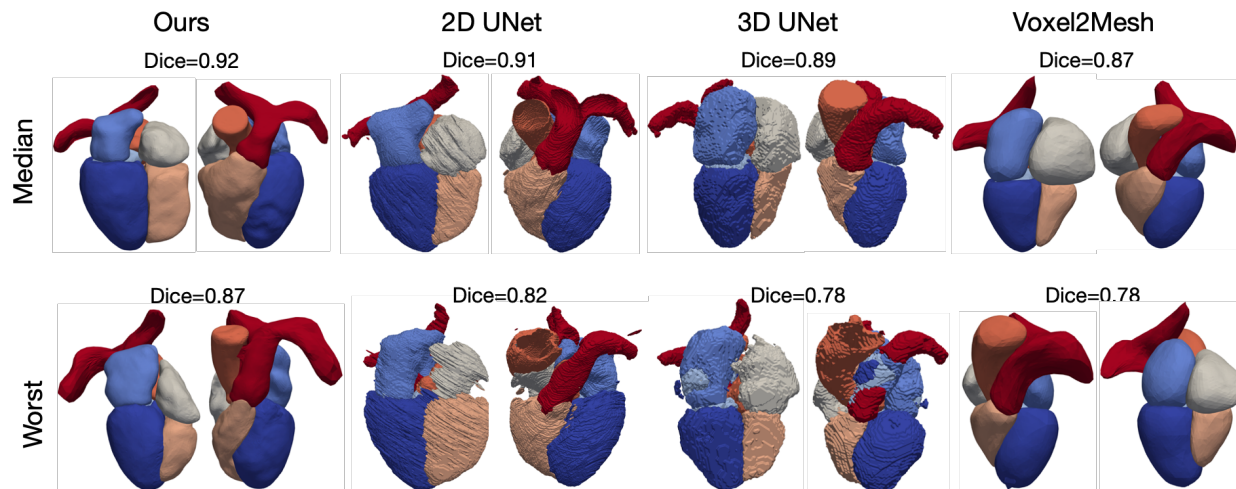 Ours 2D UNet 3D UNet Voxel2Mesh
Dice=0.92 Dice=0.91 Dice=0.89 Dice=0.87
Median
Dice=0.87 Dice=0.82 Dice=0.78 Dice=0.78
Worst